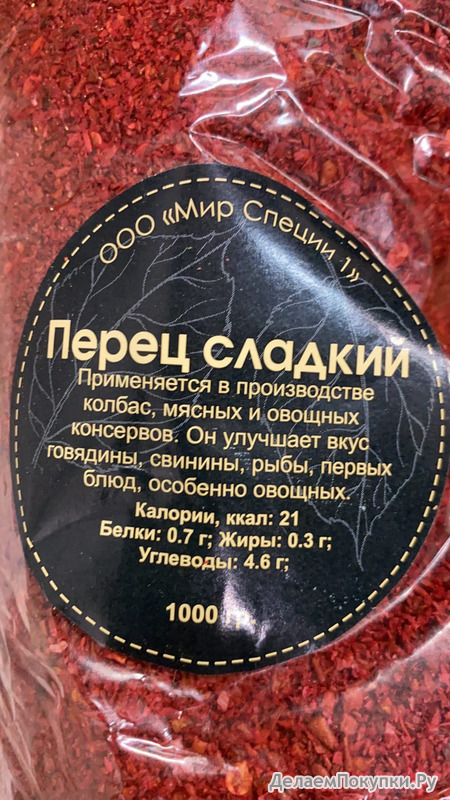 ООО «Мир Специи 1»
Перец сладкий
Применяется в производстве
колбас, мясных и овощных
консервов. Он улучшает вкус
говядины, свинины, рыбы, первых
блюд, особенно овощных.
Калории, ккал: 21
Белки: 0.7 г; Жиры: 0.3 г;
Углеводы: 4.6 г;
1000
ДелаемПокупки.Ру